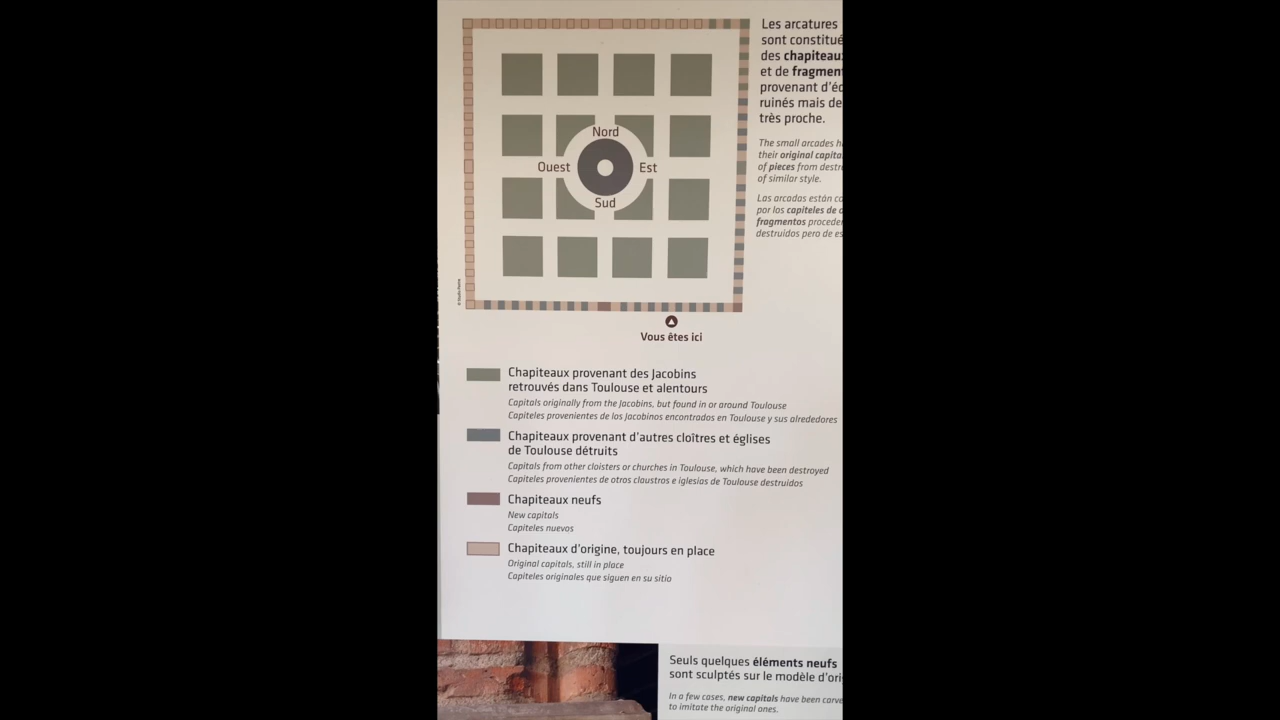 Les arcatures
sont constitué
des chapiteau
et de fragmen
provenant d'éc
ruinés mais de
très proche.
The small arcades h
their original capita
of pieces from destr
of similar style.
Las arcadas están co
por los capiteles de o
fragmentos proceder
destruidos pero de es
Nord
Ouest
Est
Sud
Vous êtes ici
Chapiteaux provenant des Jacobins
retrouvés dans Toulouse et alentours
Capitals originally from the Jacobins, but found in or around Toulouse
Capiteles provenientes de los Jacobinos encontrados en Toulouse y sus alrededores
Chapiteaux provenant d'autres cloîtres et églises
de Toulouse détruits
Capitals from other cloisters or churches in Toulouse, which have been destroyed
Capiteles provenientes de otros claustros e iglesias de Toulouse destruidos
Chapiteaux neufs
New capitals
Capiteles nuevos
Chapiteaux d'origine, toujours en place
Original capitals, still in place
Capiteles originales que siguen en su sitio
Seuls quelques éléments neufs
sont sculptés sur le modèle d'ori
In a few cases, new capitals have been carve
to imitate the original ones.